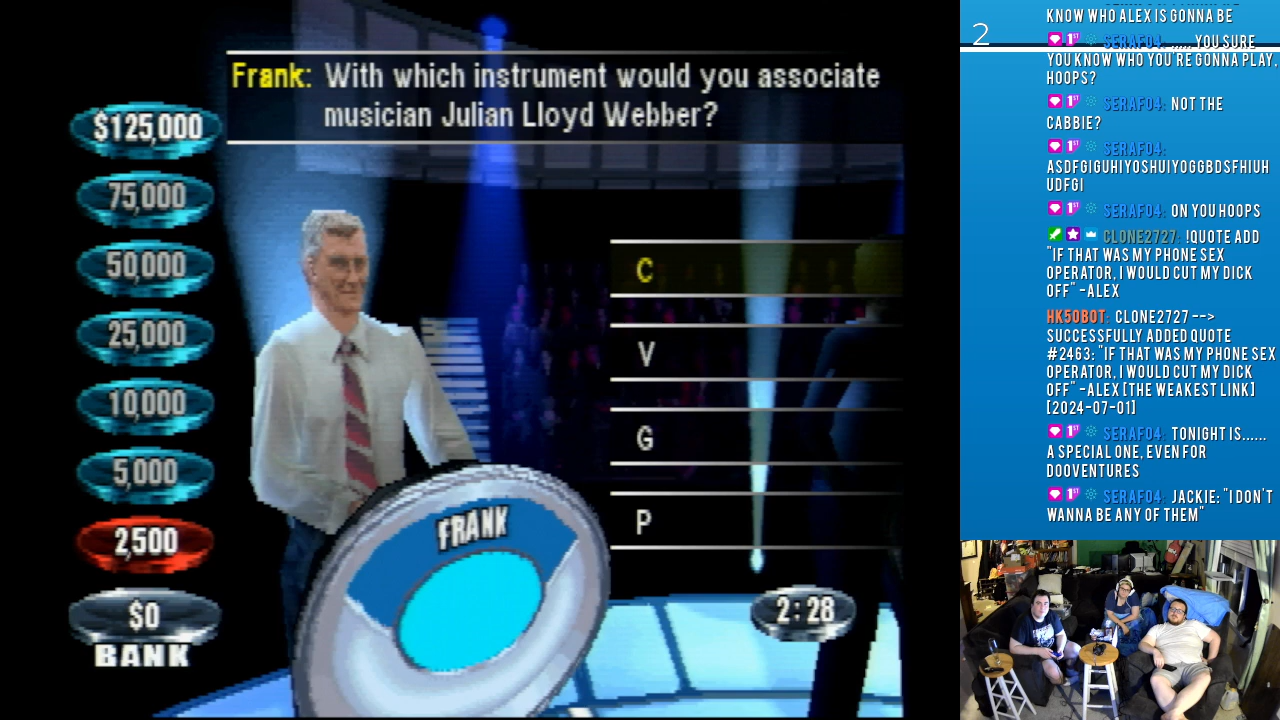 Frank: With which instrument would you associate
musician Julian Lloyd Webber?
$125,000
75,000
50,000
25,000
10,000
5,000
2,500
$0
BANK
C
V
G
P
FRANK
2:28
2
KNOW WHO ALEX IS GONNA BE
SERAF04: .....YOU SURE
YOU KNOW WHO YOU'RE GONNA PLAY,
HOOPS?
SERAF04: NOT THE
CABBIE?
SERAF04:
ASDFGIGUHIYOSHUIYOGGBDSFHIUH
UDFGI
SERAF04: ON YOU HOOPS
CLONE2727: !QUOTE ADD
"IF THAT WAS MY PHONE SEX
OPERATOR, I WOULD CUT MY DICK
OFF" -ALEX
HK50BOT: CLONE2727 -->
SUCCESSFULLY ADDED QUOTE
#2463: "IF THAT WAS MY PHONE SEX
OPERATOR, I WOULD CUT MY DICK
OFF" -ALEX [THE WEAKEST LINK]
[2024-07-01]
SERAF04: TONIGHT IS......
A SPECIAL ONE, EVEN FOR
DOOVENTURES
SERAF04: JACKIE: "I DON'T
WANNA BE ANY OF THEM"